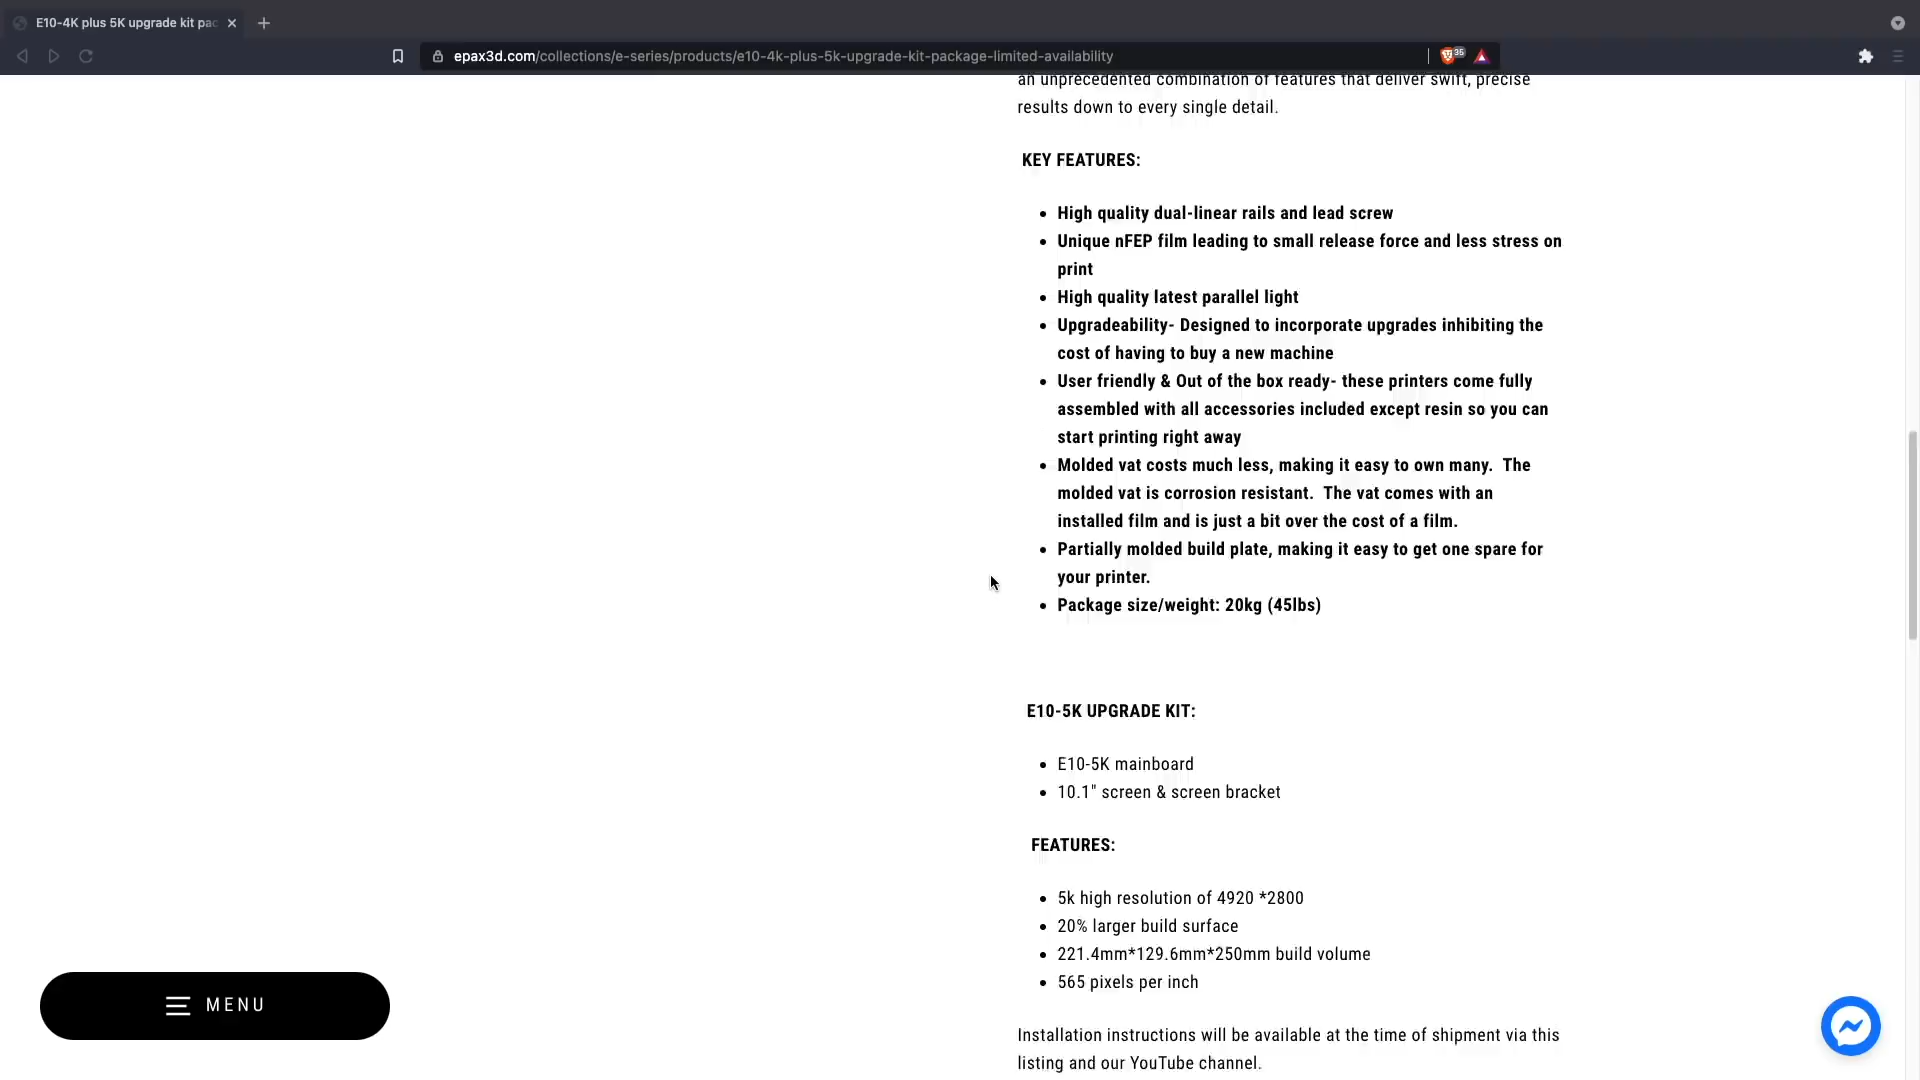 E10-4K plus 5K upgrade kit pac
epax3d.com/collections/e-series/products/e10-4k-plus-5k-upgrade-kit-package-limited-availability
35
an unprecedented combination of features that deliver swift, precise
results down to every single detail.
KEY FEATURES:
High quality dual-linear rails and lead screw
Unique nFEP film leading to small release force and less stress on
print
High quality latest parallel light
Upgradeability- Designed to incorporate upgrades inhibiting the
cost of having to buy a new machine
User friendly & Out of the box ready- these printers come fully
assembled with all accessories included except resin so you can
start printing right away
Molded vat costs much less, making it easy to own many.  The
molded vat is corrosion resistant.  The vat comes with an
installed film and is just a bit over the cost of a film.
Partially molded build plate, making it easy to get one spare for
your printer.
Package size/weight: 20kg (45lbs)
E10-5K UPGRADE KIT:
E10-5K mainboard
10.1" screen & screen bracket
FEATURES:
5k high resolution of 4920 *2800
20% larger build surface
221.4mm*129.6mm*250mm build volume
565 pixels per inch
Installation instructions will be available at the time of shipment via this
listing and our YouTube channel.
MENU